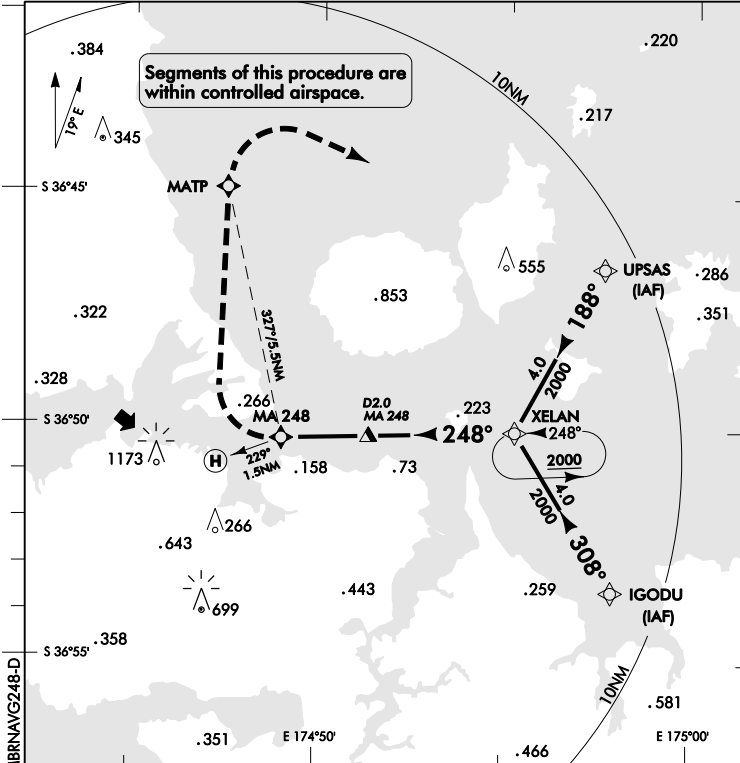 .384
.220
Segments of this procedure are
within controlled airspace.
10NM
19° E
345
.217
MATP
S 36°45'
555
UPSAS
(IAF)
.286
.853
188°
.351
.322
327°/5.5NM
4.0
2000
.328
.266
D2.0
MA 248
.223
XELAN
S 36°50'
MA 248
248°
248°
1173
H
229°
1.5NM
.158
.73
2000
4.0
2000
266
.643
308°
699
.443
.259
IGODU
(IAF)
.358
S 36°55'
10NM
.581
IBRNAVG248-D
.351
E 174°50'
E 175°00'
.466